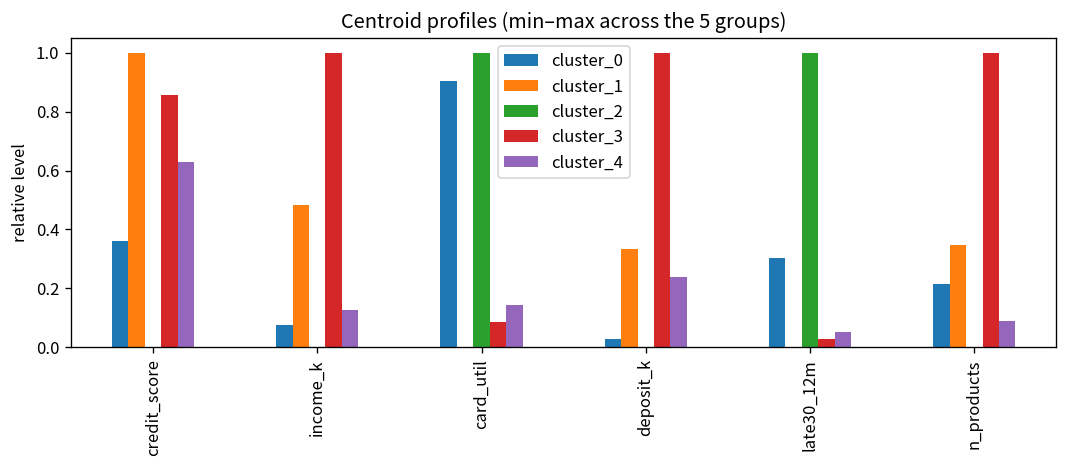 Centroid profiles (min–max across the 5 groups)
relative level
1.0
0.8
0.6
0.4
0.2
0.0
cluster_0
cluster_1
cluster_2
cluster_3
cluster_4
credit_score
income_k
card_util
deposit_k
late30_12m
n_products